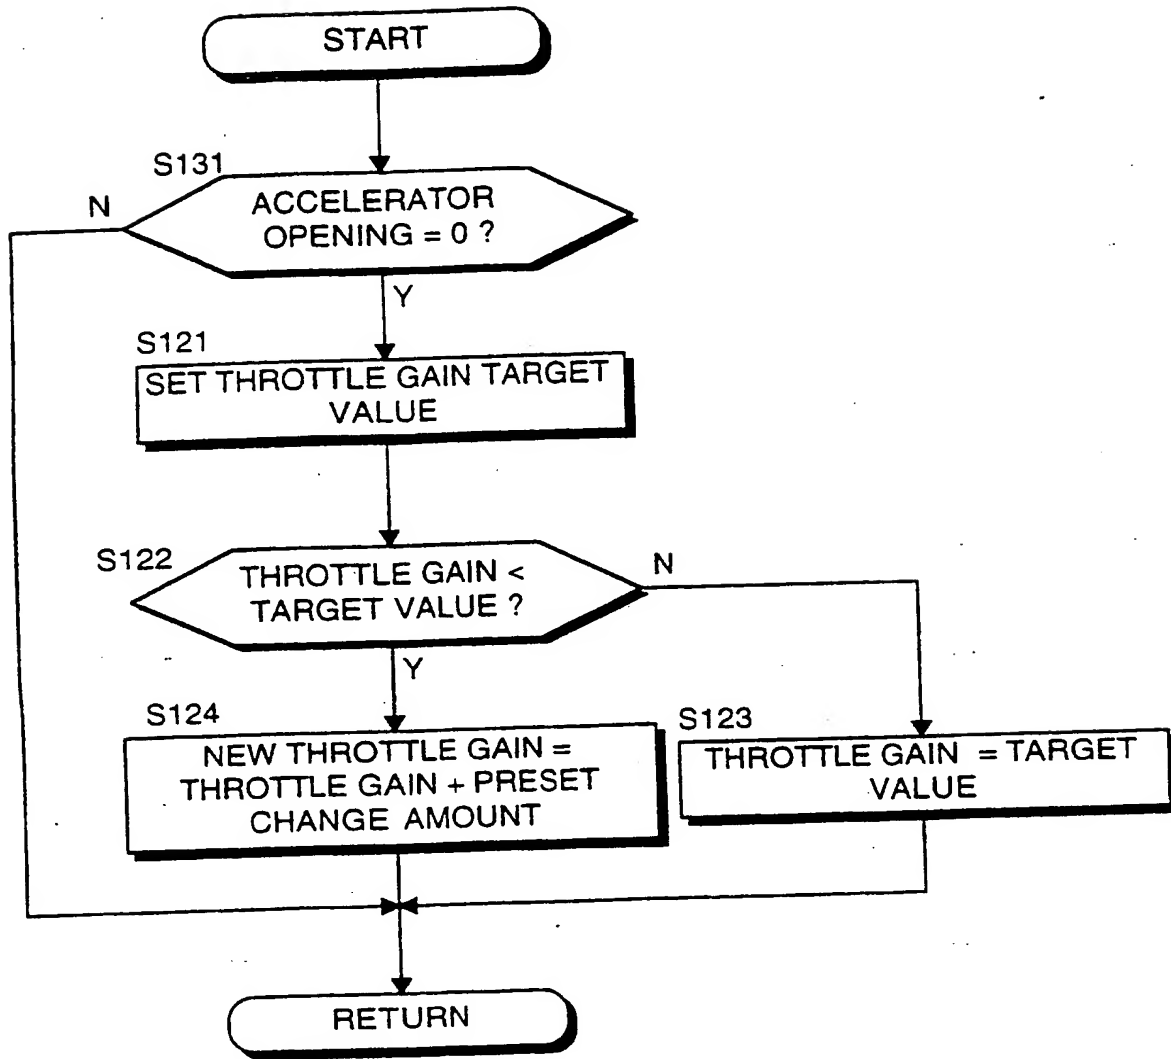 START
S131
N
ACCELERATOR
OPENING = 0 ?
Y
S121
SET THROTTLE GAIN TARGET
VALUE
S122
THROTTLE GAIN <
TARGET VALUE ?
N
Y
S124
NEW THROTTLE GAIN =
THROTTLE GAIN + PRESET
CHANGE AMOUNT
S123
THROTTLE GAIN = TARGET
VALUE
RETURN